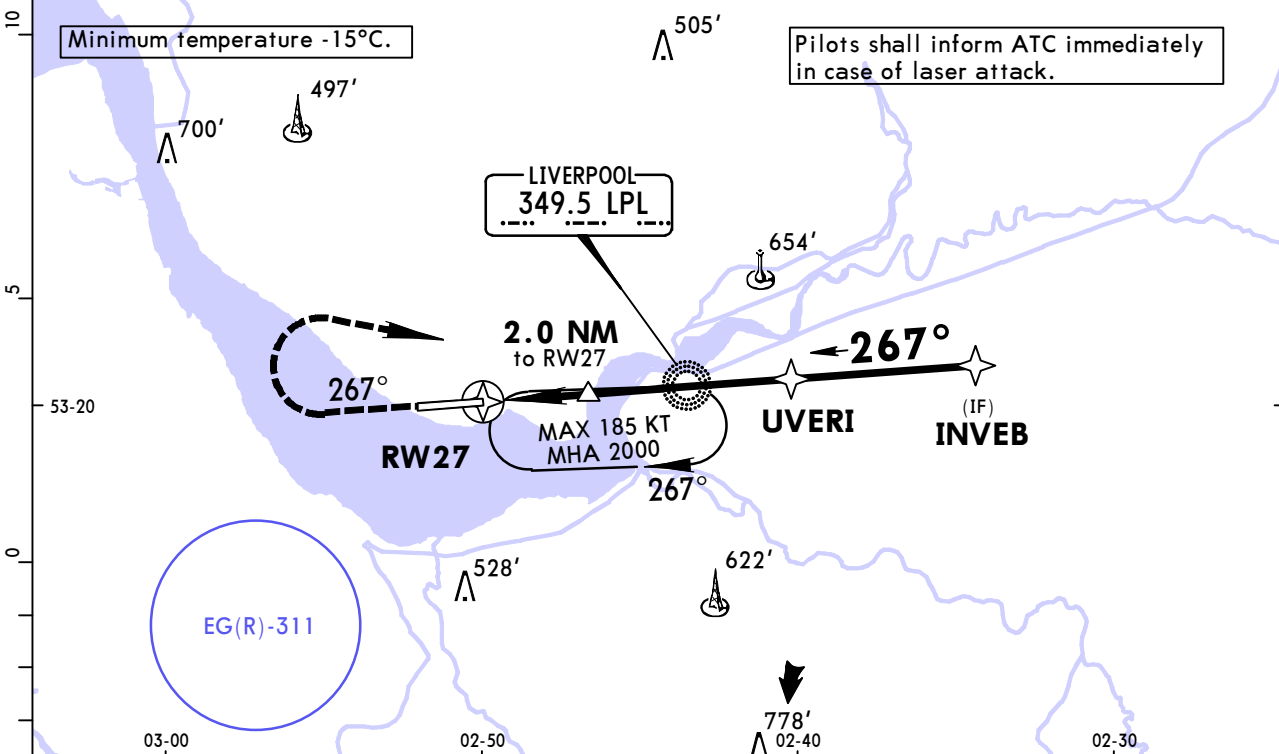 10
Minimum temperature -15°C.
505′
Pilots shall inform ATC immediately
in case of laser attack.
497′
700′
LIVERPOOL
349.5 LPL
654′
5
2.0 NM
to RW27
267°
267°
53-20
MAX 185 KT
MHA 2000
UVERI
(IF)
INVEB
RW27
267°
0
528′
622′
EG(R)-311
778′
03-00
02-50
02-40
02-30